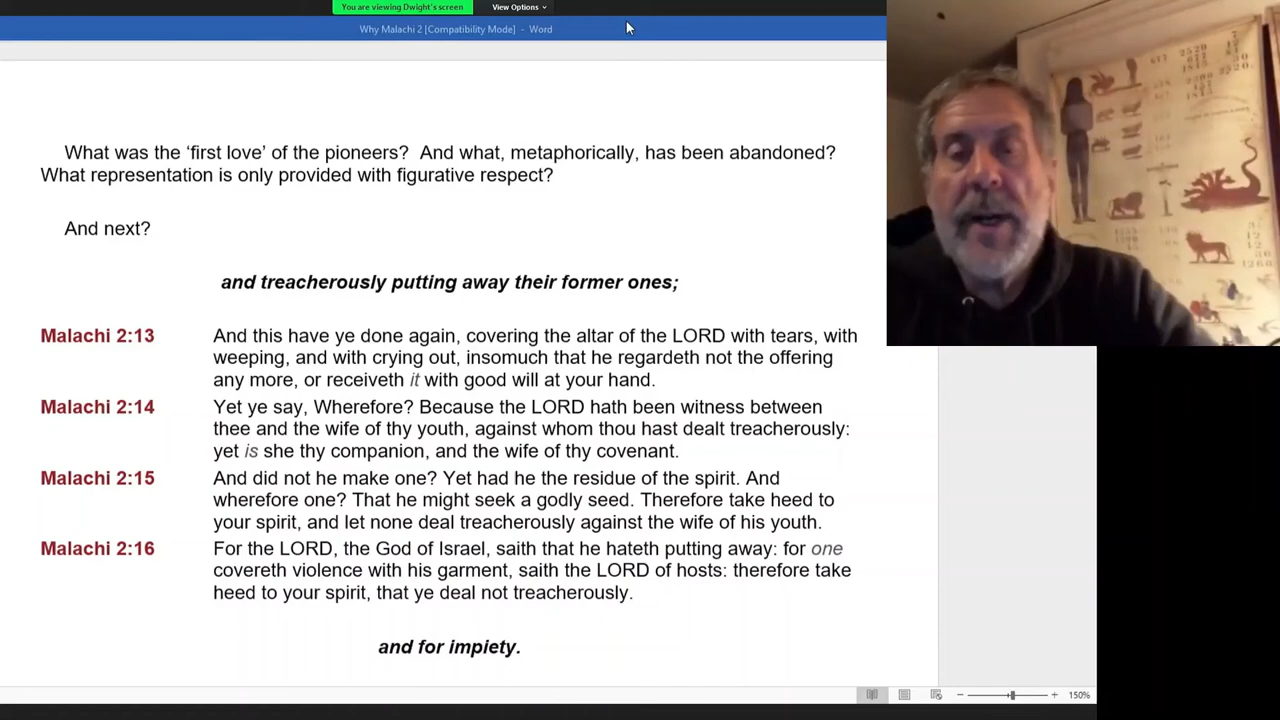 You are viewing Dwight's screen
View Options
Why Malachi 2 [Compatibility Mode] - Word
What was the ‘first love’ of the pioneers? And what, metaphorically, has been abandoned?
What representation is only provided with figurative respect?
And next?
and treacherously putting away their former ones;
Malachi 2:13 And this have ye done again, covering the altar of the LORD with tears, with
weeping, and with crying out, insomuch that he regardeth not the offering
any more, or receiveth it with good will at your hand.
Malachi 2:14 Yet ye say, Wherefore? Because the LORD hath been witness between
thee and the wife of thy youth, against whom thou hast dealt treacherously:
yet is she thy companion, and the wife of thy covenant.
Malachi 2:15 And did not he make one? Yet had he the residue of the spirit. And
wherefore one? That he might seek a godly seed. Therefore take heed to
your spirit, and let none deal treacherously against the wife of his youth.
Malachi 2:16 For the LORD, the God of Israel, saith that he hateth putting away: for one
covereth violence with his garment, saith the LORD of hosts: therefore take
heed to your spirit, that ye deal not treacherously.
and for impiety.
150%